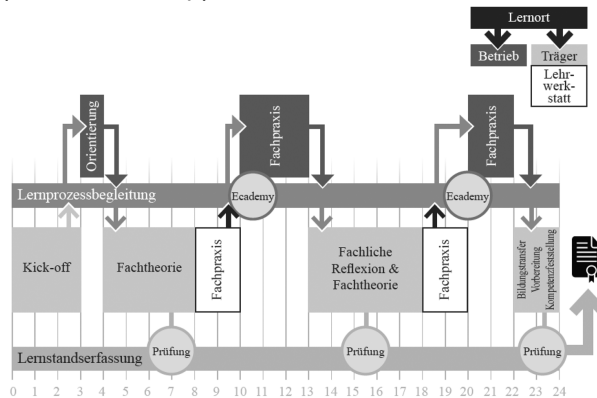 Lernort
Betrieb
Träger
Lehr-
werk-
statt
Orientierung
Fachpraxis
Fachpraxis
Ecademy
Ecademy
Lernprozessbegleitung
Kick-off
Fachtheorie
Fachpraxis
Fachliche
Reflexion &
Fachtheorie
Fachpraxis
Bildungstransfer
Vorbereitung
Kompetenzfeststellung
Prüfung
Prüfung
Prüfung
Lernstandserfassung
0 1 2 3 4 5 6 7 8 9 10 11 12 13 14 15 16 17 18 19 20 21 22 23 24